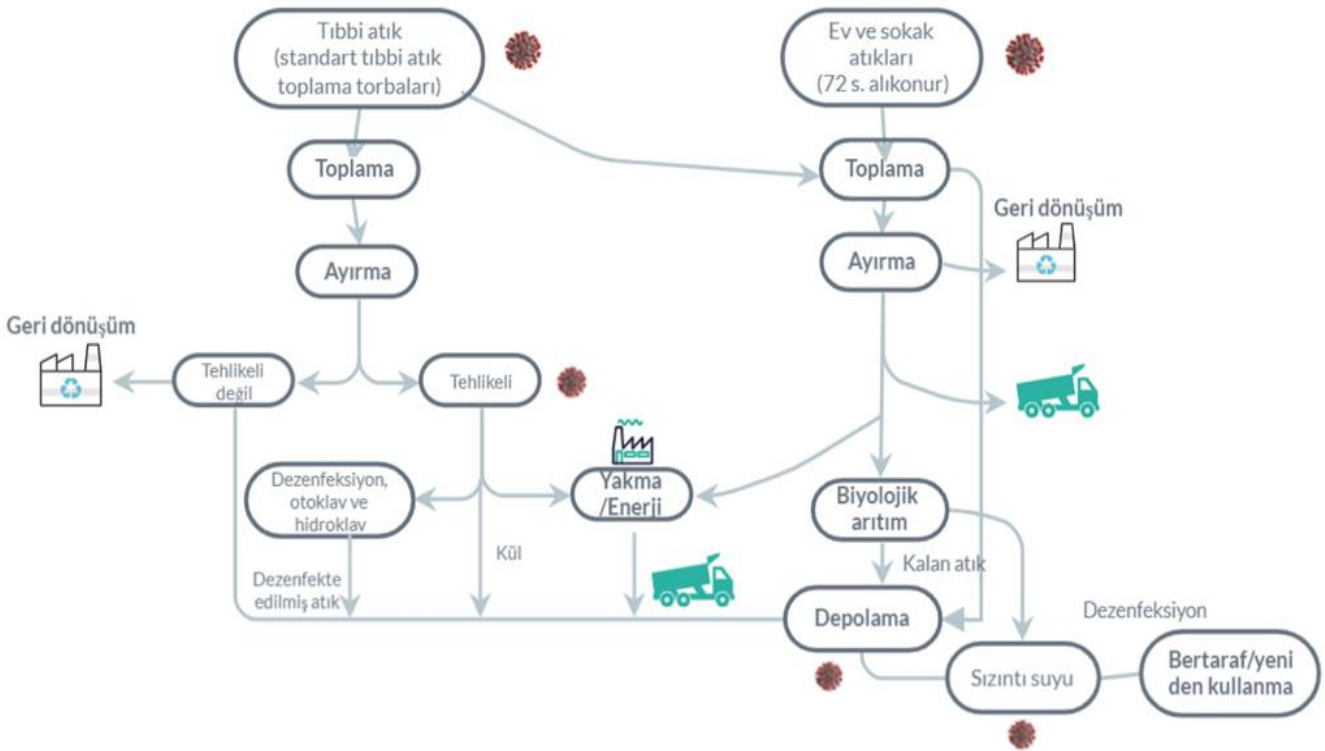 Tıbbi atık
(standart tıbbi atık
toplama torbaları)
Ev ve sokak
atıkları
(72 s. alıkonur)
Toplama
Toplama
Geri dönüşüm
Ayırma
Ayırma
Geri dönüşüm
Tehlikeli
değil
Tehlikeli
Dezenfeksiyon,
otoklav ve
hidroklav
Yakma
/Enerji
Biyolojik
arıtım
Kül
Kalan atık
Dezenfekte
edilmiş atık
Depolama
Dezenfeksiyon
Sızıntı suyu
Bertaraf/yeni
den kullanma